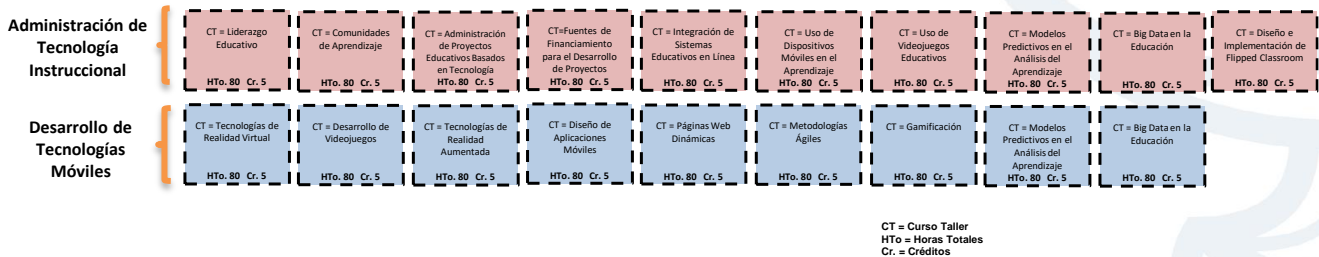 Administración de
Tecnología
Instruccional
CT = Liderazgo
Educativo
HTo. 80 Cr. 5
CT = Comunidades
de Aprendizaje
HTo. 80 Cr. 5
CT = Administración
de Proyectos
Educativos Basados
en Tecnología
HTo. 80 Cr. 5
CT=Fuentes de
Financiamiento
para el Desarrollo
de Proyectos
HTo. 80 Cr. 5
CT = Integración de
Sistemas
Educativos en Línea
HTo. 80 Cr. 5
CT = Uso de
Dispositivos
Móviles en el
Aprendizaje
HTo. 80 Cr. 5
CT = Uso de
Videojuegos
Educativos
HTo. 80 Cr. 5
CT = Modelos
Predictivos en el
Análisis del
Aprendizaje
HTo. 80 Cr. 5
CT = Big Data en la
Educación
HTo. 80 Cr. 5
CT = Diseño e
Implementación de
Flipped Classroom
HTo. 80 Cr. 5
Desarrollo de
Tecnologías
Móviles
CT = Tecnologías de
Realidad Virtual
HTo. 80 Cr. 5
CT = Desarrollo de
Videojuegos
HTo. 80 Cr. 5
CT = Tecnologías de
Realidad
Aumentada
HTo. 80 Cr. 5
CT = Diseño de
Aplicaciones
Móviles
HTo. 80 Cr. 5
CT = Páginas Web
Dinámicas
HTo. 80 Cr. 5
CT = Metodologías
Ágiles
HTo. 80 Cr. 5
CT = Gamificación
HTo. 80 Cr. 5
CT = Modelos
Predictivos en el
Análisis del
Aprendizaje
HTo. 80 Cr. 5
CT = Big Data en la
Educación
HTo. 80 Cr. 5
CT = Curso Taller
HTo = Horas Totales
Cr. = Créditos